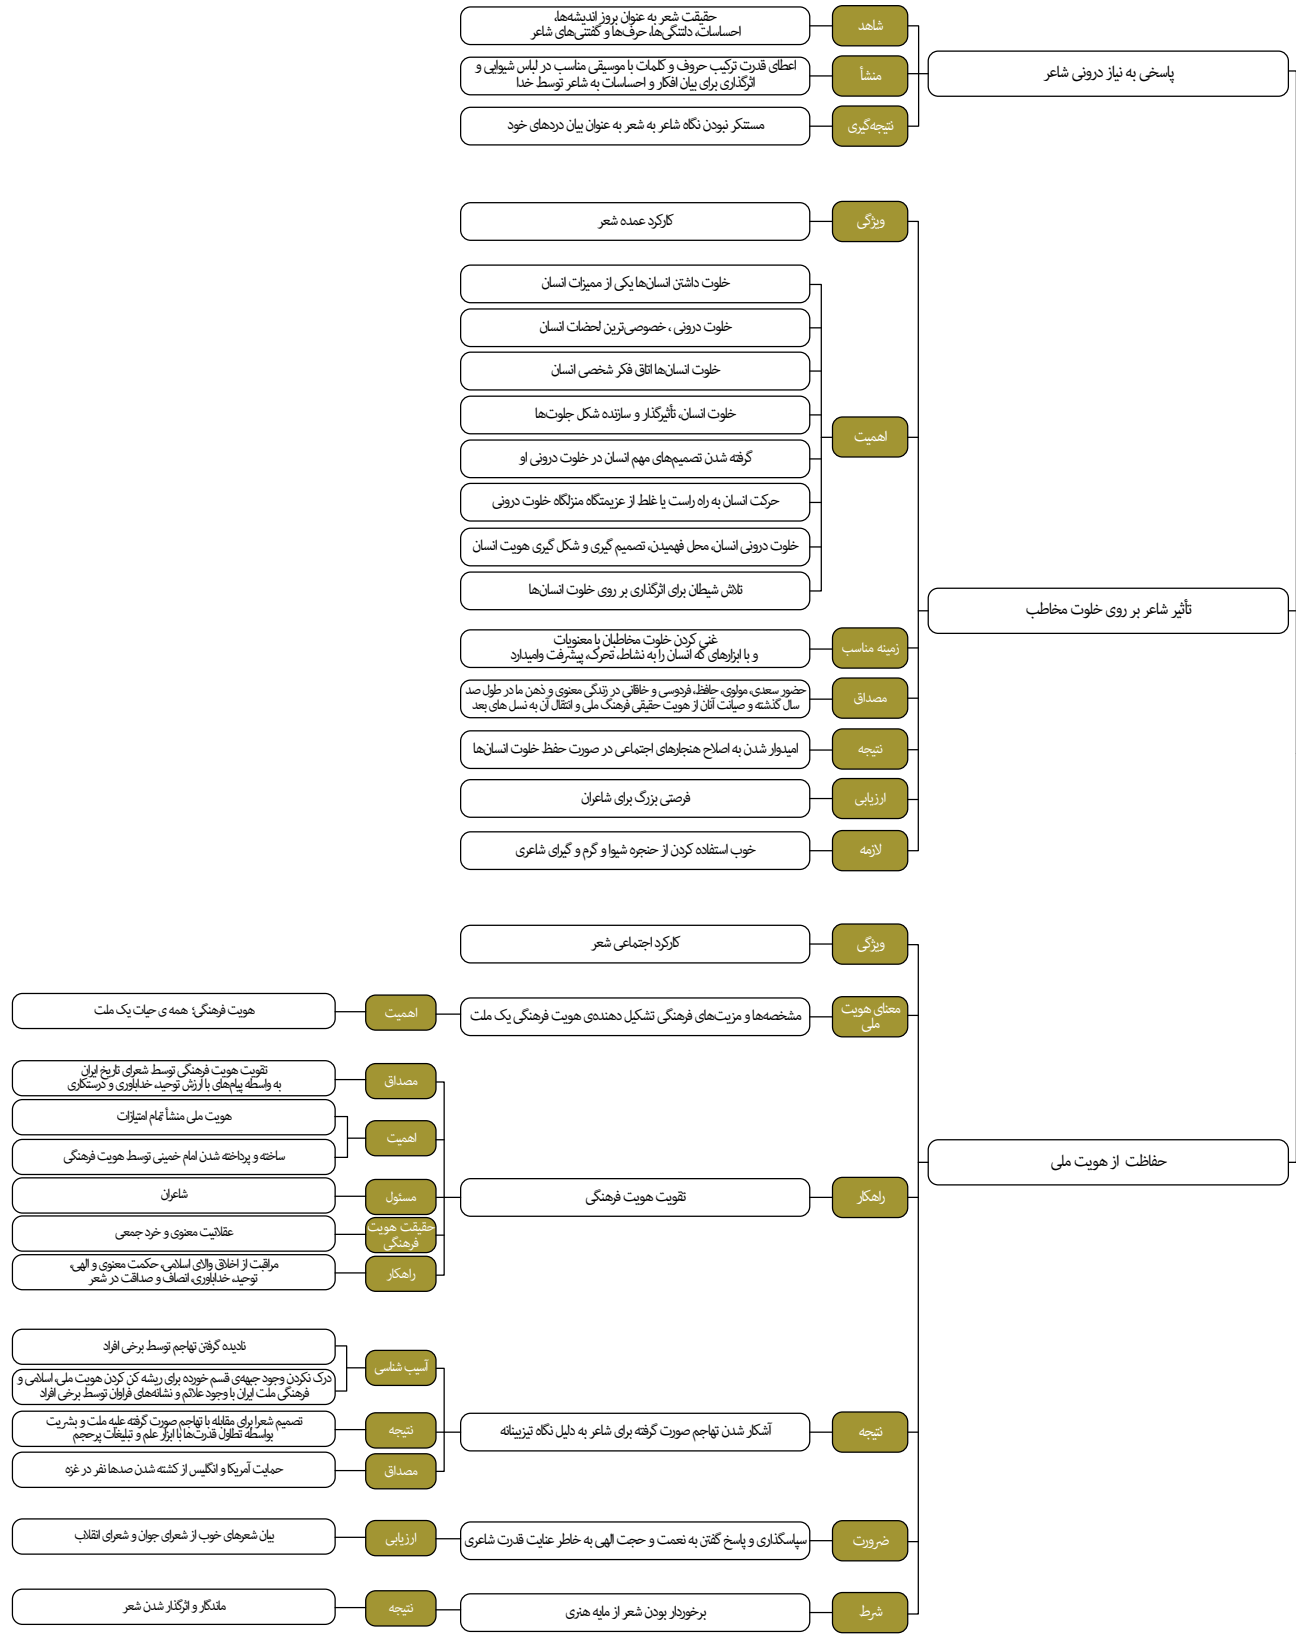 پاسخی به نیاز درونی شاعر
شاهد
حقیقت شعر به عنوان بروز اندیشه‌ها،
احساسات، دلتنگی‌ها، حرف‌ها و گفتنی‌های شاعر
منشأ
اعطای قدرت ترکیب حروف و کلمات با موسیقی مناسب در لباس شیوایی و
اثرگذاری برای بیان افکار و احساسات به شاعر توسط خدا
نتیجه‌گیری
مستنکر نبودن نگاه شاعر به شعر به عنوان بیان دردهای خود
تأثیر شاعر بر روی خلوت مخاطب
ویژگی
کارکرد عمده شعر
اهمیت
خلوت داشتن انسان‌ها یکی از ممیزات انسان
خلوت درونی ، خصوصی‌ترین لحضات انسان
خلوت انسان‌ها اتاق فکر شخصی انسان
خلوت انسان، تأثیرگذار و سازنده شکل جلوت‌ها
گرفته شدن تصمیم‌های مهم انسان در خلوت درونی او
حرکت انسان به راه راست یا غلط از عزیمتگاه منزلگاه خلوت درونی
خلوت درونی انسان، محل فهمیدن، تصمیم گیری و شکل گیری هویت انسان
تلاش شیطان برای اثرگذاری بر روی خلوت انسان‌ها
زمینه مناسب
غنی کردن خلوت مخاطبان با معنویات
و با ابزارهای که انسان را به نشاط، تحرک، پیشرفت وامیدارد
مصداق
حضور سعدی، مولوی، حافظ، فردوسی و خاقانی در زندگی معنوی و ذهن ما در طول صد
سال گذشته و صیانت آنان از هویت حقیقی فرهنگ ملی و انتقال آن به نسل های بعد
نتیجه
امیدوار شدن به اصلاح هنجارهای اجتماعی در صورت حفظ خلوت انسان‌ها
ارزیابی
فرصتی بزرگ برای شاعران
لازمه
خوب استفاده کردن از حنجره شیوا و گرم و گیرای شاعری
حفاظت از هویت ملی
ویژگی
کارکرد اجتماعی شعر
معنای هویت
ملی
مشخصه‌ها و مزیت‌های فرهنگی تشکیل دهنده‌ی هویت فرهنگی یک ملت
اهمیت
هویت فرهنگی؛ همه ی حیات یک ملت
راهکار
تقویت هویت فرهنگی
مصداق
تقویت هویت فرهنگی توسط شعرای تاریخ ایران
به واسطه پیام‌های با ارزش توحید، خداباوری و درستکاری
اهمیت
هویت ملی منشأ تمام امتیازات
ساخته و پرداخته شدن امام خمینی توسط هویت فرهنگی
مسئول
شاعران
حقیقت هویت
فرهنگی
عقلانیت معنوی و خرد جمعی
راهکار
مراقبت از اخلاق والای اسلامی، حکمت معنوی و الهی،
توحید، خداباوری، انصاف و صداقت در شعر
نتیجه
آشکار شدن تهاجم صورت گرفته برای شاعر به دلیل نگاه تیزبینانه
آسیب شناسی
نادیده گرفتن تهاجم توسط برخی افراد
درک نکردن وجود جبهه‌ی قسم خورده برای ریشه کن کردن هویت ملی، اسلامی و
فرهنگی ملت ایران با وجود علائم و نشانه‌های فراوان توسط برخی افراد
نتیجه
تصمیم شعرا برای مقابله با تهاجم صورت گرفته علیه ملت و بشریت
بواسطه تطاول قدرت‌ها با ابزار علم و تبلیغات پرحجم
مصداق
حمایت آمریکا و انگلیس از کشته شدن صدها نفر در غزه
ضرورت
سپاسگذاری و پاسخ گفتن به نعمت و حجت الهی به خاطر عنایت قدرت شاعری
ارزیابی
بیان شعرهای خوب از شعرای جوان و شعرای انقلاب
شرط
برخوردار بودن شعر از مایه هنری
نتیجه
ماندگار و اثرگذار شدن شعر